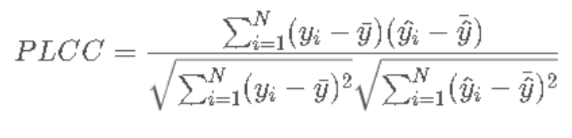 $PLCC = \frac{\sum_{i=1}^{N}(y_i - \bar{y})(\hat{y}_i - \bar{\hat{y}})}{\sqrt{\sum_{i=1}^{N}(y_i - \bar{y})^2}\sqrt{\sum_{i=1}^{N}(\hat{y}_i - \bar{\hat{y}})^2}}$